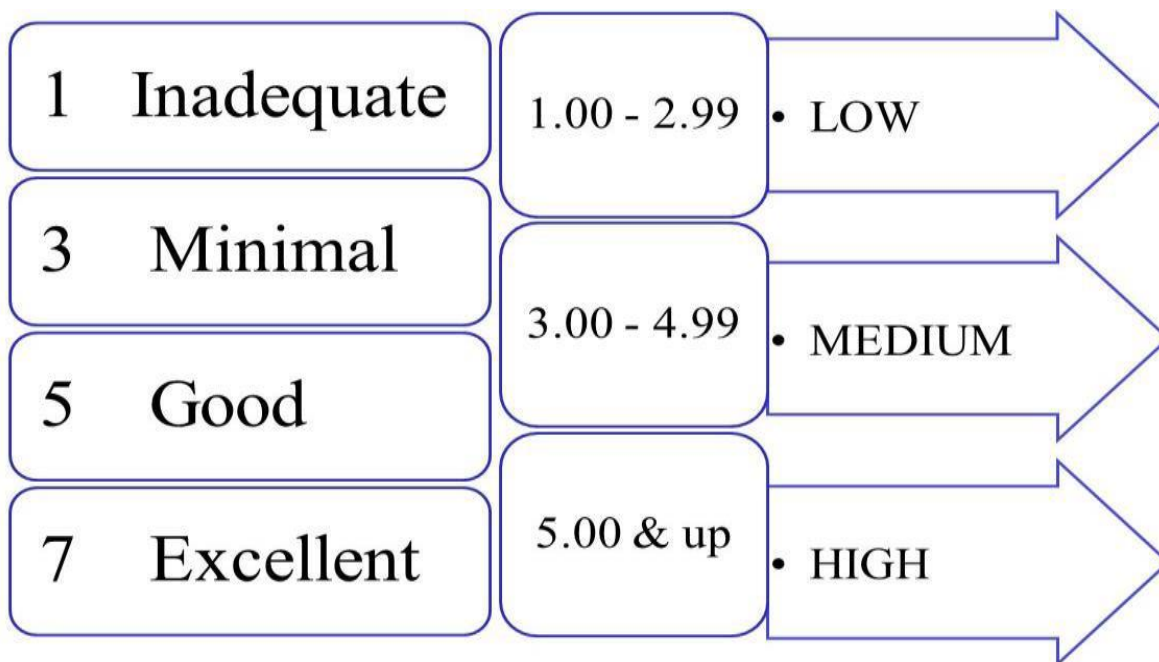 1 Inadequate
3 Minimal
5 Good
7 Excellent
1.00 - 2.99
3.00 - 4.99
5.00 & up
• LOW
• MEDIUM
• HIGH